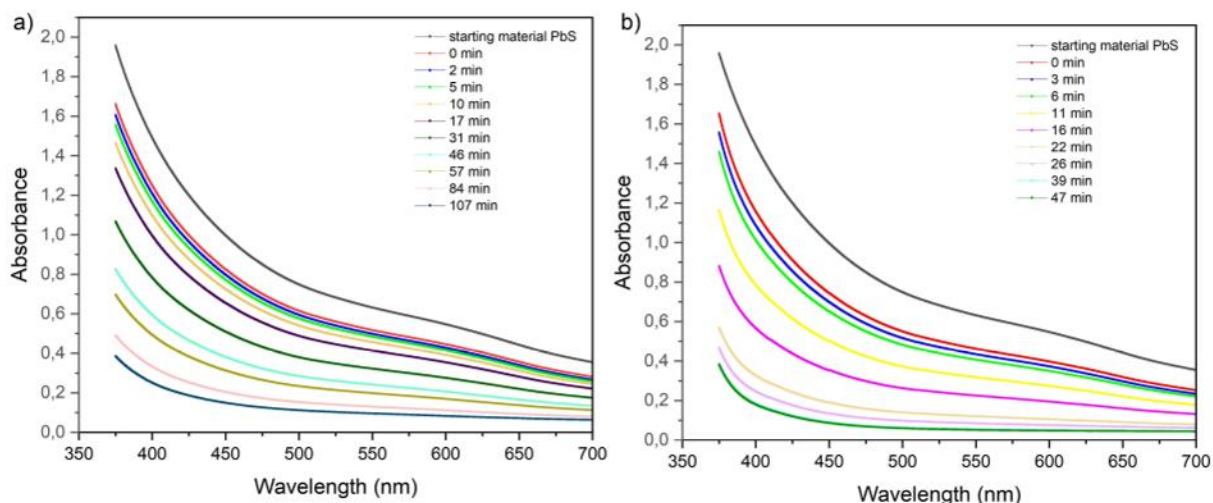 a)
2,0
1,8
1,6
1,4
1,2
1,0
0,8
0,6
0,4
0,2
0,0
Absorbance
350 400 450 500 550 600 650 700
Wavelength (nm)
starting material PbS
0 min
2 min
5 min
10 min
17 min
31 min
46 min
57 min
84 min
107 min
b)
2,0
1,8
1,6
1,4
1,2
1,0
0,8
0,6
0,4
0,2
0,0
Absorbance
350 400 450 500 550 600 650 700
Wavelength (nm)
starting material PbS
0 min
3 min
6 min
11 min
16 min
22 min
26 min
39 min
47 min